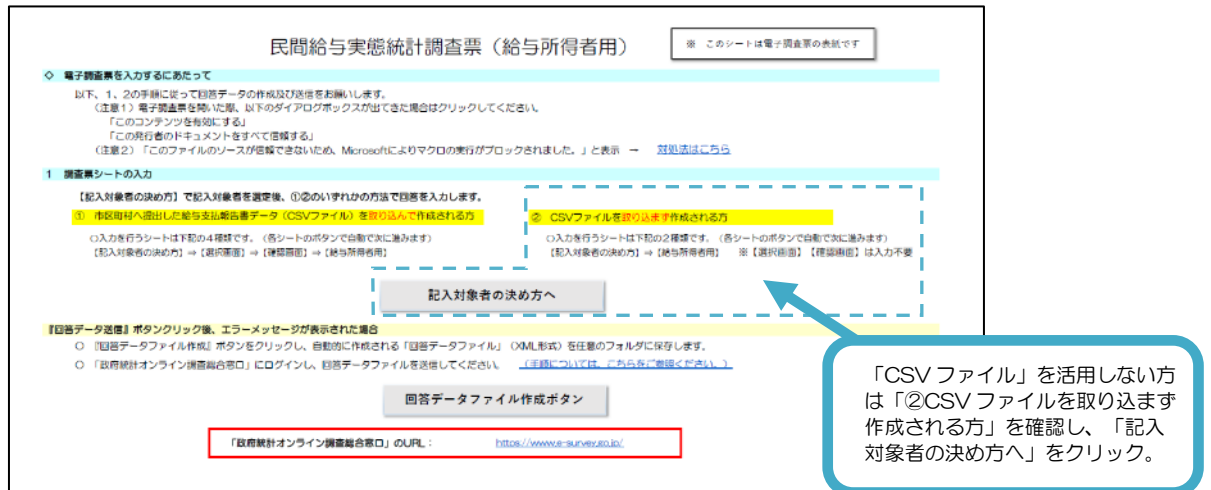 民間給与実態統計調査票（給与所得者用）
※ このシートは電子調査票の表紙です
◇ 電子調査票を入力するにあたって
以下、1、2の手順に従って回答データの作成及び送信をお願いします。
（注意1）電子調査票を開いた際、以下のダイアログボックスが出てきた場合はクリックしてください。
「このコンテンツを有効にする」
「この発行者のドキュメントをすべて信頼する」
（注意2）「このファイルのソースが信頼できないため、Microsoftによりマクロの実行がブロックされました。」と表示 → 対処法はこちら
1 調査票シートの入力
【記入対象者の決め方】で記入対象者を選定後、①②のいずれかの方法で回答を入力します。
① 市区町村へ提出した給与支払報告書データ（CSVファイル）を取り込んで作成される方
○入力を行うシートは下記の4種類です。（各シートのボタンで自動で次に進みます）
【記入対象者の決め方】⇒【選択画面】⇒【確認画面】⇒【給与所得者用】
② CSVファイルを取り込まず作成される方
○入力を行うシートは下記の2種類です。（各シートのボタンで自動で次に進みます）
【記入対象者の決め方】⇒【給与所得者用】 ※【選択画面】【確認画面】は入力不要
記入対象者の決め方へ
『回答データ送信』ボタンクリック後、エラーメッセージが表示された場合
○ 『回答データファイル作成』ボタンをクリックし、自動的に作成される「回答データファイル」（XML形式）を任意のフォルダに保存します。
○ 「政府統計オンライン調査総合窓口」にログインし、回答データファイルを送信してください。 （手順については、こちらをご参照ください。）
回答データファイル作成ボタン
「政府統計オンライン調査総合窓口」のURL： https://www.e-survey.go.jp/
「CSV ファイル」を活用しない方
は「②CSV ファイルを取り込まず
作成される方」を確認し、「記入
対象者の決め方へ」をクリック。